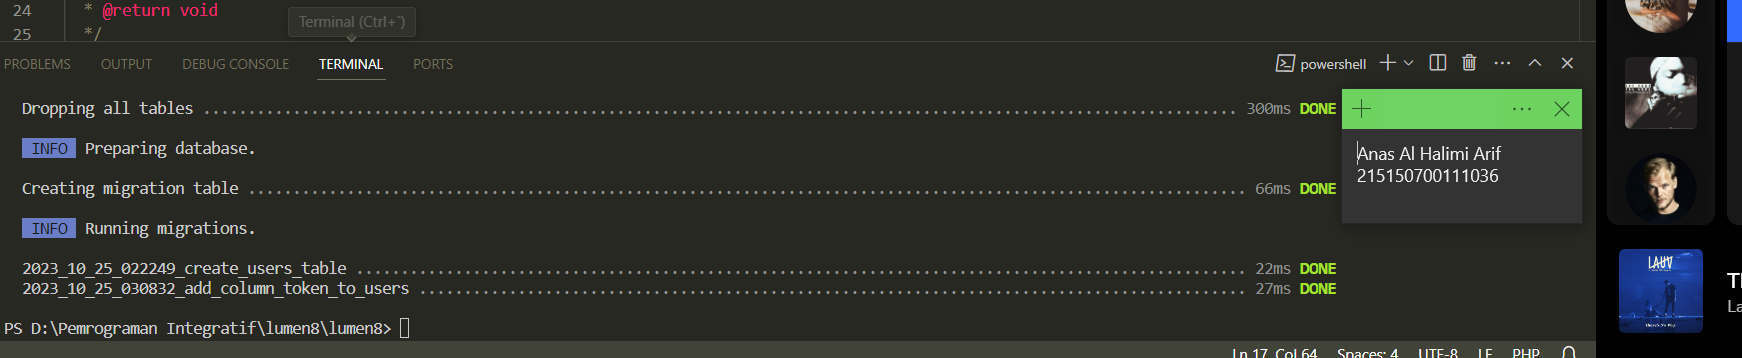 24 * @return void
Terminal (Ctrl+`)
25 */
PROBLEMS OUTPUT DEBUG CONSOLE TERMINAL PORTS powershell
Dropping all tables ........................................ 300ms DONE
INFO Preparing database.
Creating migration table ........................................ 66ms DONE
INFO Running migrations.
2023_10_25_022249_create_users_table ........................................ 22ms DONE
2023_10_25_030832_add_column_token_to_users ........................................ 27ms DONE
PS D:\Pemrograman Integratif\lumen8\lumen8>
Anas Al Halimi Arif
215150700111036
LAUV
La
Ln 17, Col 64 Spaces: 4 UTF-8 LF PHP